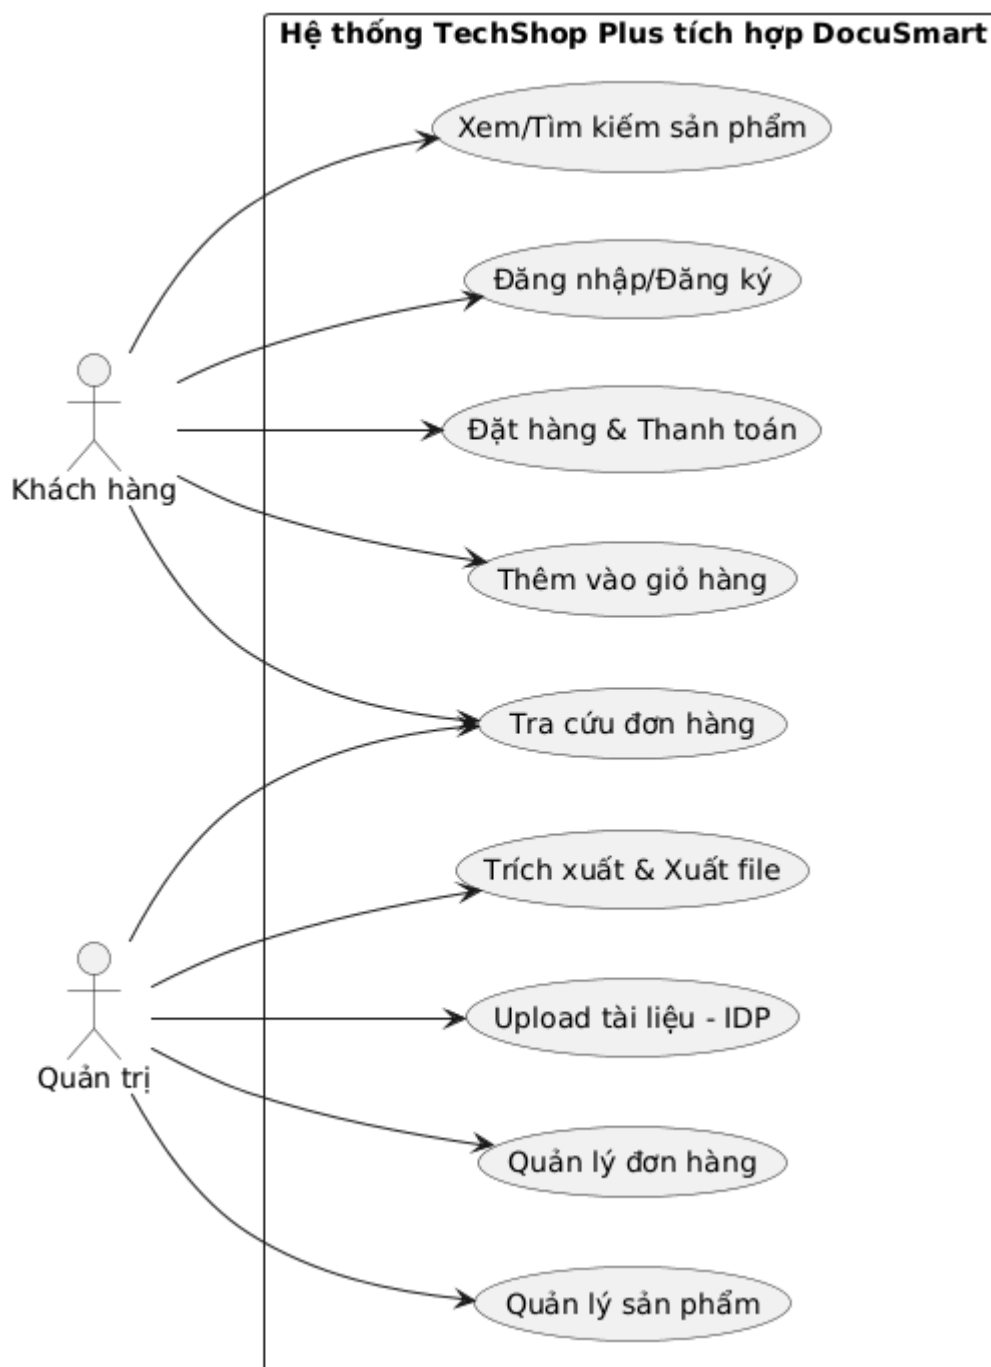 Hệ thống TechShop Plus tích hợp DocuSmart
Xem/Tìm kiếm sản phẩm
Đăng nhập/Đăng ký
Đặt hàng & Thanh toán
Khách hàng
Thêm vào giỏ hàng
Tra cứu đơn hàng
Trích xuất & Xuất file
Upload tài liệu - IDP
Quản trị
Quản lý đơn hàng
Quản lý sản phẩm